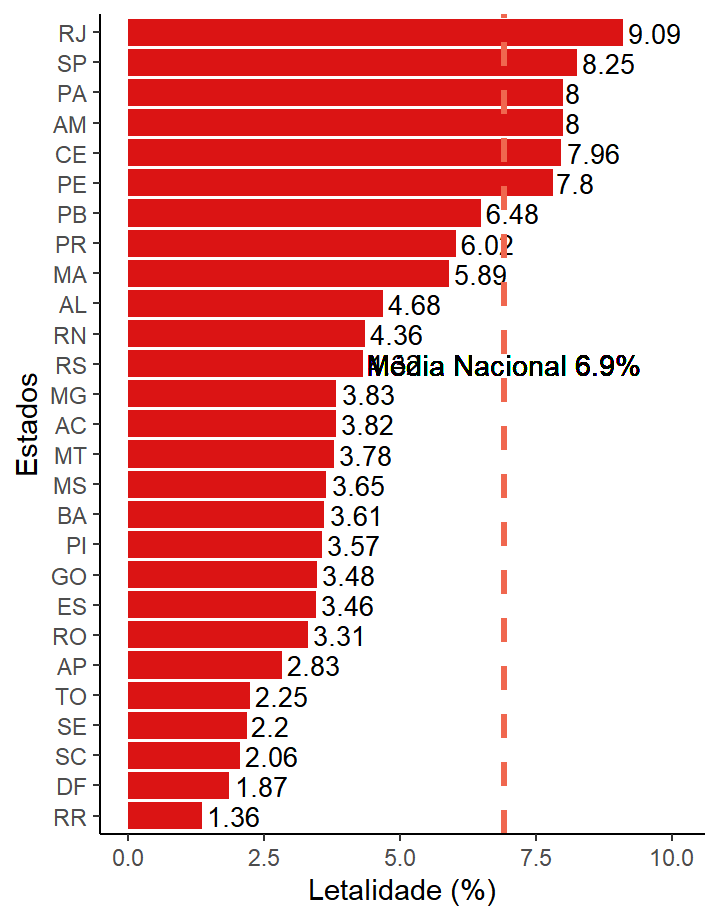 RJ 9.09
SP 8.25
PA 8
AM 8
CE 7.96
PE 7.8
PB 6.48
PR 6.02
MA 5.89
AL 4.68
RN 4.36
RS 4.32
Média Nacional 6.9%
MG 3.83
AC 3.82
MT 3.78
MS 3.65
BA 3.61
PI 3.57
GO 3.48
ES 3.46
RO 3.31
AP 2.83
TO 2.25
SE 2.2
SC 2.06
DF 1.87
RR 1.36
Estados
0.0 2.5 5.0 7.5 10.0
Letalidade (%)